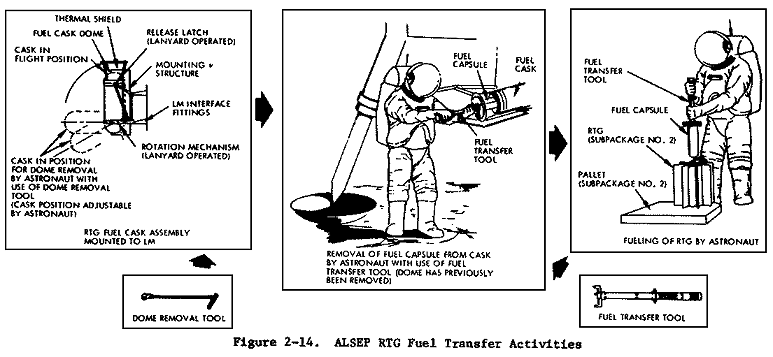 THERMAL SHIELD
FUEL CASK DOME
CASK IN
FLIGHT POSITION
RELEASE LATCH
(LANYARD OPERATED)
MOUNTING +
STRUCTURE
LM INTERFACE
FITTINGS
ROTATION MECHANISM
(LANYARD OPERATED)
CASK IN POSITION
FOR DOME REMOVAL
BY ASTRONAUT WITH
USE OF DOME REMOVAL
TOOL
(CASK POSITION ADJUSTABLE
BY ASTRONAUT)
RTG FUEL CASK ASSEMBLY
MOUNTED TO LM
FUEL
CAPSULE
FUEL
CASK
FUEL
TRANSFER
TOOL
REMOVAL OF FUEL CAPSULE FROM CASK
BY ASTRONAUT WITH USE OF FUEL
TRANSFER TOOL (DOME HAS PREVIOUSLY
BEEN REMOVED)
FUEL
TRANSFER
TOOL
FUEL CAPSULE
RTG
(SUBPACKAGE NO. 2)
PALLET
(SUBPACKAGE NO. 2)
FUELING OF RTG BY ASTRONAUT
DOME REMOVAL TOOL
FUEL TRANSFER TOOL
Figure 2-14. ALSEP RTG Fuel Transfer Activities